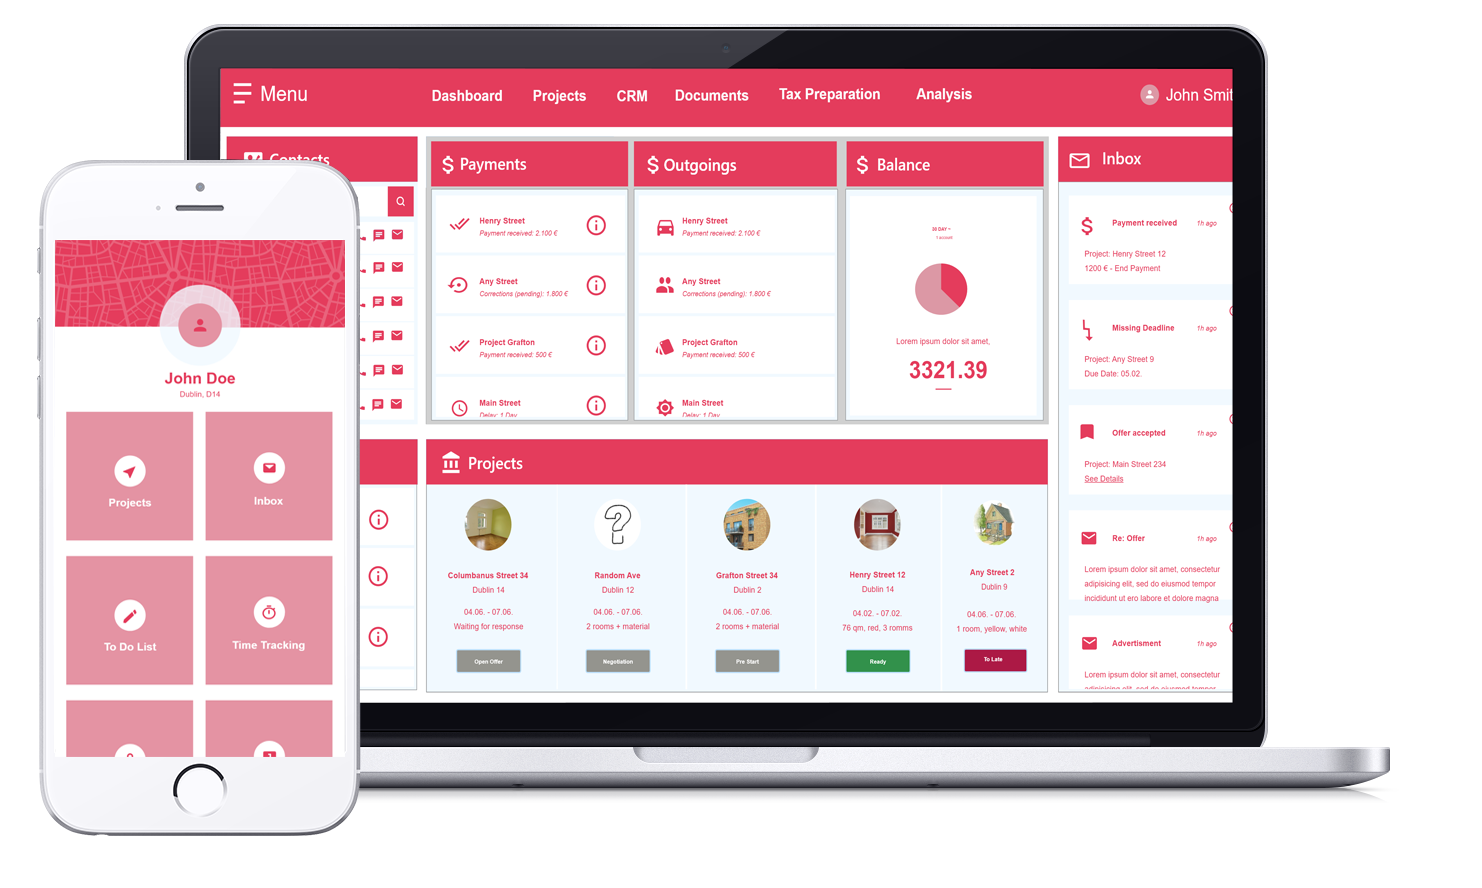 Menu
Dashboard
Projects
CRM
Documents
Tax Preparation
Analysis
John Smit
Contacts
$ Payments
Henry Street
Payment received: 2.100 €
Any Street
Corrections (pending): 1.800 €
Project Grafton
Payment received: 500 €
Main Street
Delay: 1 Day
$ Outgoings
Henry Street
Payment received: 2.100 €
Any Street
Corrections (pending): 1.800 €
Project Grafton
Payment received: 500 €
Main Street
Delay: 1 Day
$ Balance
30 DAY
1 account
Lorem ipsum dolor sit amet,
3321.39
Inbox
Payment received
1h ago
Project: Henry Street 12
1200 € - End Payment
Missing Deadline
1h ago
Project: Any Street 9
Due Date: 05.02.
Offer accepted
1h ago
Project: Main Street 234
See Details
Re: Offer
1h ago
Lorem ipsum dolor sit amet, consectetur
adipisicing elit, sed do eiusmod tempor
incididunt ut ero labore et dolore magna
Advertisment
1h ago
Lorem ipsum dolor sit amet, consectetur
adipisicing elit, sed do eiusmod tempor
Projects
Columbanus Street 34
Dublin 14
04.06. - 07.06.
Waiting for response
Open Offer
Random Ave
Dublin 12
04.06. - 07.06.
2 rooms + material
Negotiation
Grafton Street 34
Dublin 2
04.06. - 07.06.
2 rooms + material
Pre Start
Henry Street 12
Dublin 14
04.02. - 07.02.
76 qm, red, 3 romms
Ready
Any Street 2
Dublin 9
04.06. - 07.06.
1 room, yellow, white
To Late
John Doe
Dublin, D14
Projects
Inbox
To Do List
Time Tracking